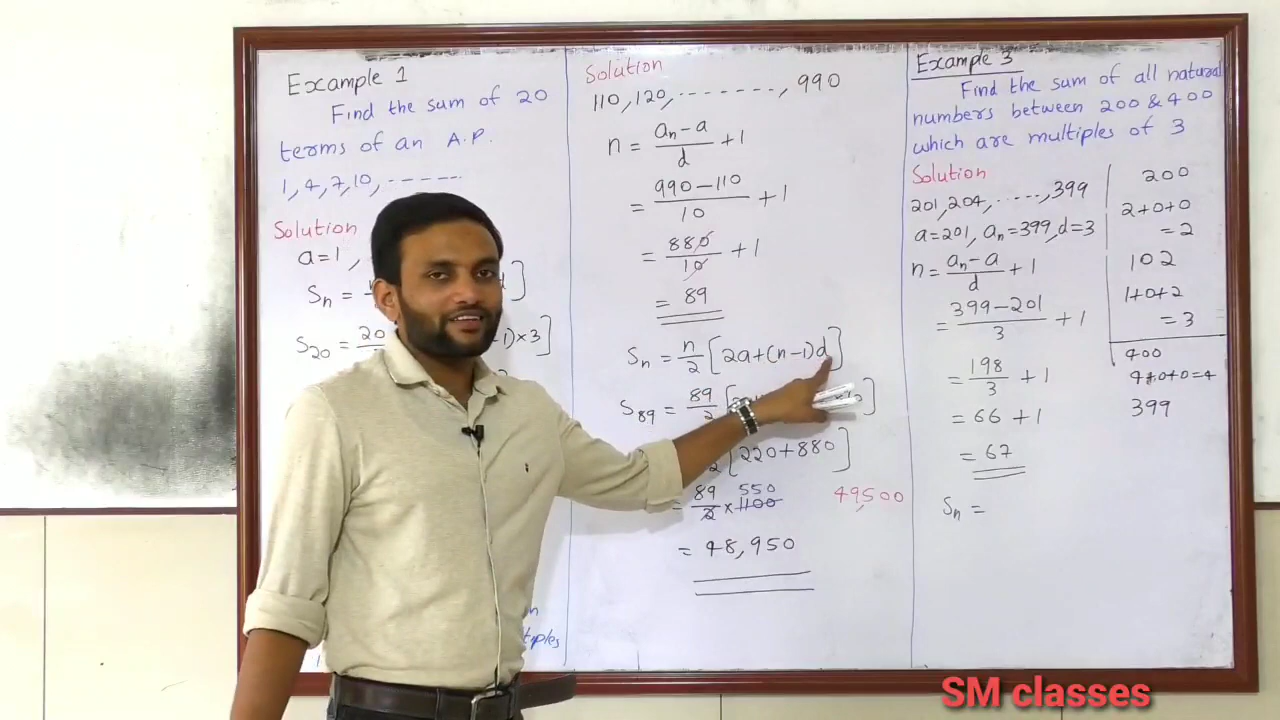 Example 1
Find the sum of 20
terms of an A.P.
1, 4, 7, 10, -------
Solution
a=1,
Sn =
]
S20 = 20
-1)×3]
Solution
110, 120, ········, 990
n = an - a / d + 1
= 990 - 110 / 10 + 1
= 880 / 10 + 1
= 89
Sn = n/2 [2a+(n-1)d]
S89 = 89/2 [
[220+880]
= 89/2 × 1100 550
49,500
= 48,950
Example 3
Find the sum of all natural
numbers between 200 & 400
which are multiples of 3
Solution
201, 204, ······, 399
a=201, an=399, d=3
n = an - a / d + 1
= 399-201 / 3 + 1
= 198 / 3 + 1
= 66 + 1
= 67
Sn =
200
2+0+0
= 2
102
1+0+2
= 3
400
4+0+0=4
399
SM classes